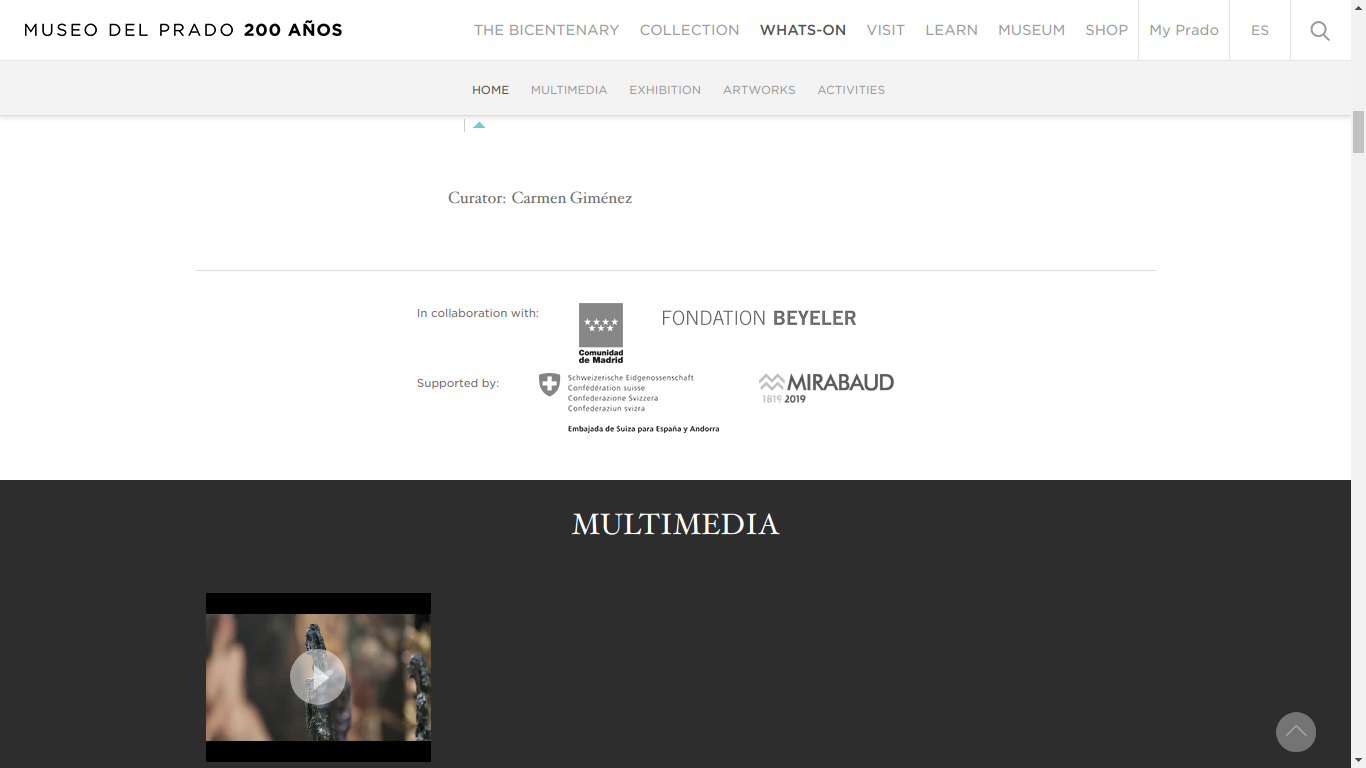 MUSEO DEL PRADO 200 AÑOS
THE BICENTENARY COLLECTION WHATS-ON VISIT LEARN MUSEUM SHOP My Prado ES
HOME MULTIMEDIA EXHIBITION ARTWORKS ACTIVITIES
Curator: Carmen Giménez
In collaboration with:
Comunidad
de Madrid
FONDATION BEYELER
Supported by:
Schweizerische Eidgenossenschaft
Confédération suisse
Confederazione Svizzera
Confederaziun svizra
Embajada de Suiza para España y Andorra
MIRABAUD
1819 2019
MULTIMEDIA